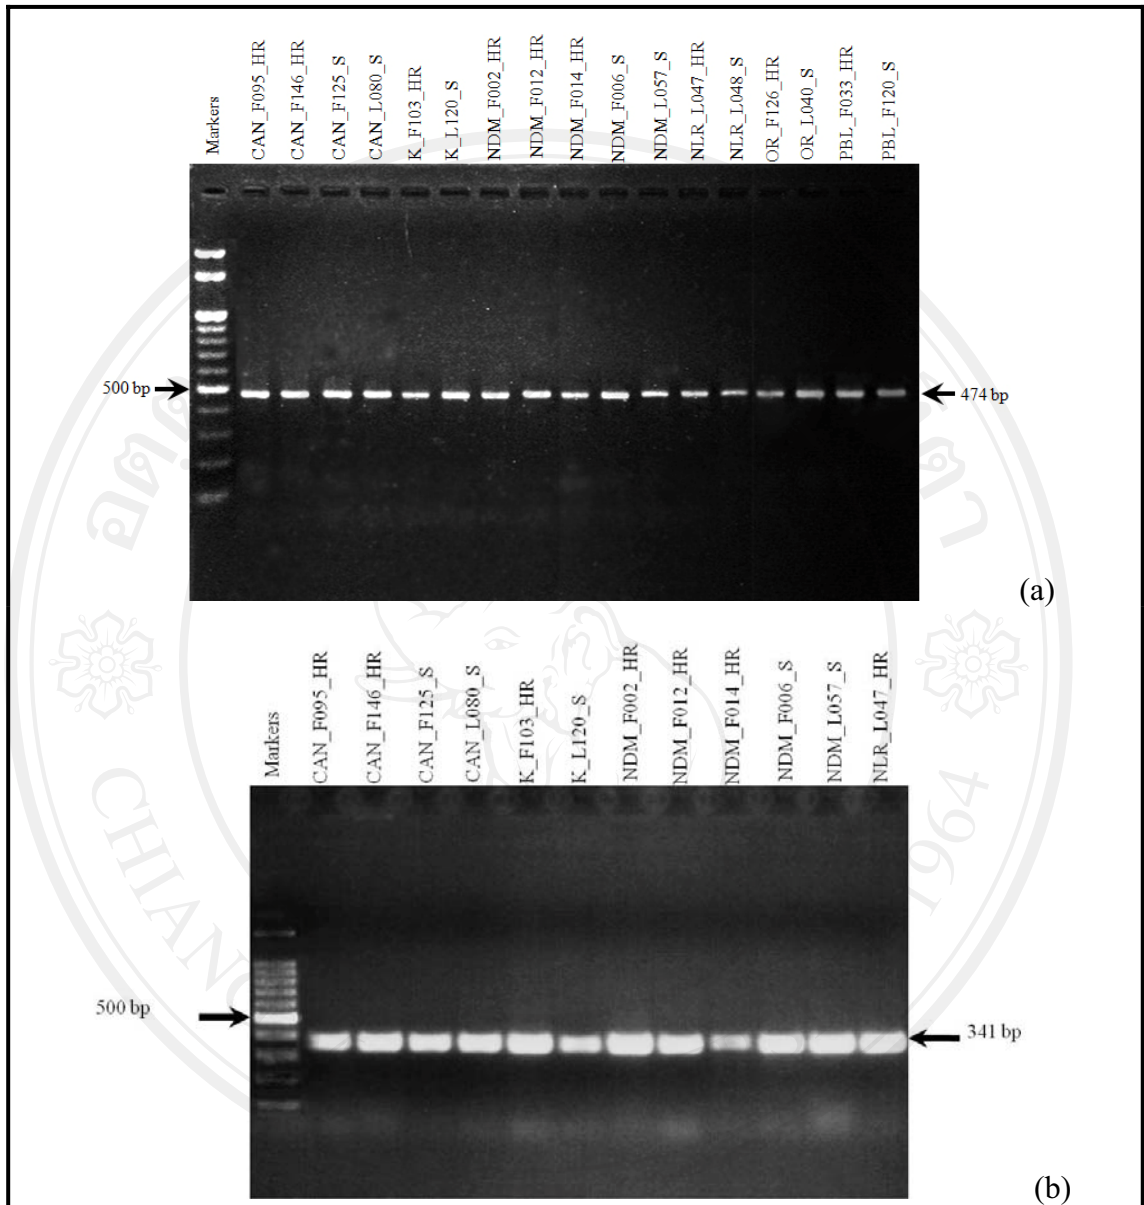 Markers
CAN_F095_HR
CAN_F146_HR
CAN_F125_S
CAN_L080_S
K_F103_HR
K_L120_S
NDM_F002_HR
NDM_F012_HR
NDM_F014_HR
NDM_F006_S
NDM_L057_S
NLR_L047_HR
NLR_L048_S
OR_F126_HR
OR_L040_S
PBL_F033_HR
PBL_F120_S
500 bp
474 bp
(a)
Markers
CAN_F095_HR
CAN_F146_HR
CAN_F125_S
CAN_L080_S
K_F103_HR
K_L120_S
NDM_F002_HR
NDM_F012_HR
NDM_F014_HR
NDM_F006_S
NDM_L057_S
NLR_L047_HR
500 bp
341 bp
(b)
1964